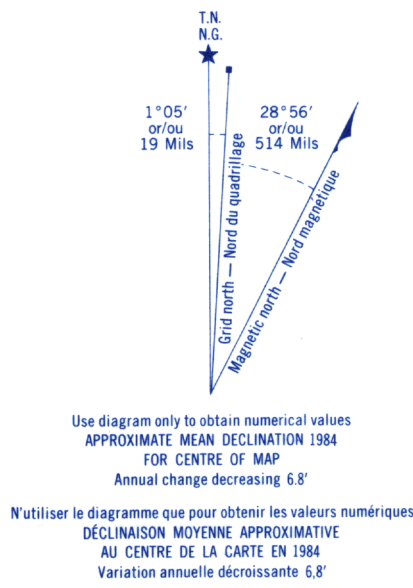 T.N.
N.G.
1°05′
or/ou
19 Mils
28°56′
or/ou
514 Mils
Grid north — Nord du quadrillage
Magnetic north — Nord magnétique
Use diagram only to obtain numerical values
APPROXIMATE MEAN DECLINATION 1984
FOR CENTRE OF MAP
Annual change decreasing 6.8′
N'utiliser le diagramme que pour obtenir les valeurs numériques
DÉCLINAISON MOYENNE APPROXIMATIVE
AU CENTRE DE LA CARTE EN 1984
Variation annuelle décroissante 6,8′